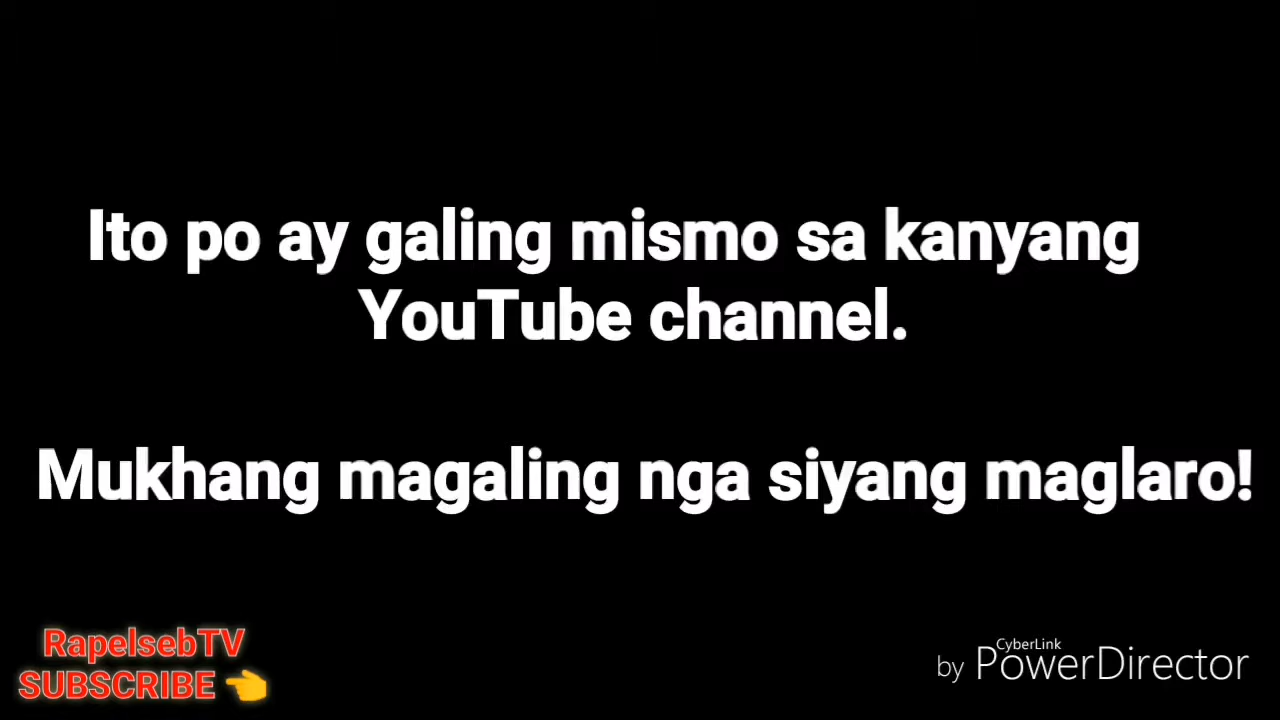 Ito po ay galing mismo sa kanyang
YouTube channel.
Mukhang magaling nga siyang maglaro!
RapelsebTV
SUBSCRIBE 👈
CyberLink
by PowerDirector